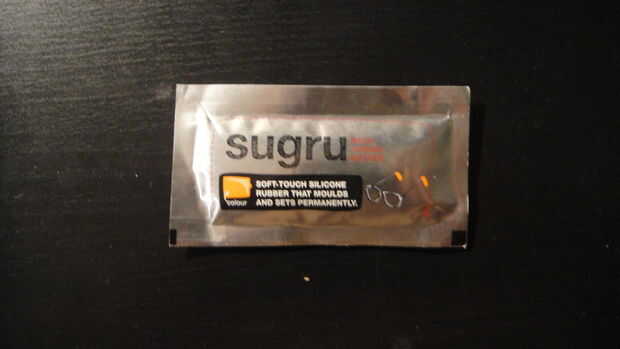 sugru
SOFT-TOUCH SILICONE
RUBBER THAT MOULDS
AND SETS PERMANENTLY.
colour